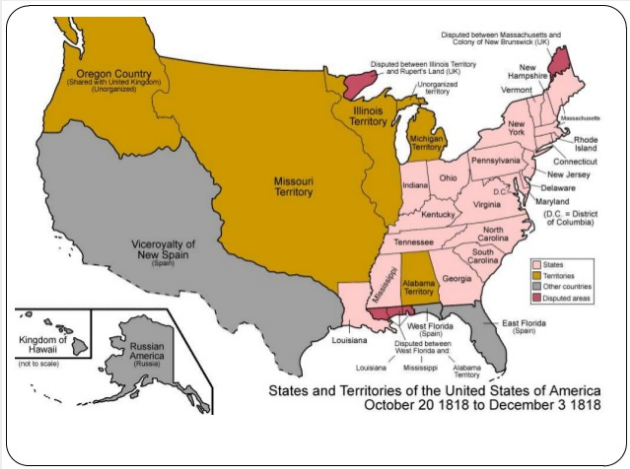 Disputed between Massachusetts and
Colony of New Brunswick (UK)
Oregon Country
(Shared with United Kingdom)
(Unorganized)
Disputed between Illinois Territory
and Rupert's Land (UK)
Unorganized
territory
New
Hampshire
Vermont
Illinois
Territory
Michigan
Territory
Massachusetts
New
York
Rhode
Island
Connecticut
Pennsylvania
New Jersey
Missouri
Territory
Indiana
Ohio
D.C.
Delaware
Maryland
(D.C. = District
of Columbia)
Virginia
Kentucky
Viceroyalty of
New Spain
(Spain)
Tennessee
North
Carolina
South
Carolina
Mississippi
Alabama
Territory
Georgia
States
Territories
Other countries
Disputed areas
Louisiana
West Florida
(Spain)
East Florida
(Spain)
Disputed between
West Florida and:
Louisiana
Mississippi
Alabama
Territory
Kingdom of
Hawaii
(not to scale)
Russian
America
(Russia)
States and Territories of the United States of America
October 20 1818 to December 3 1818